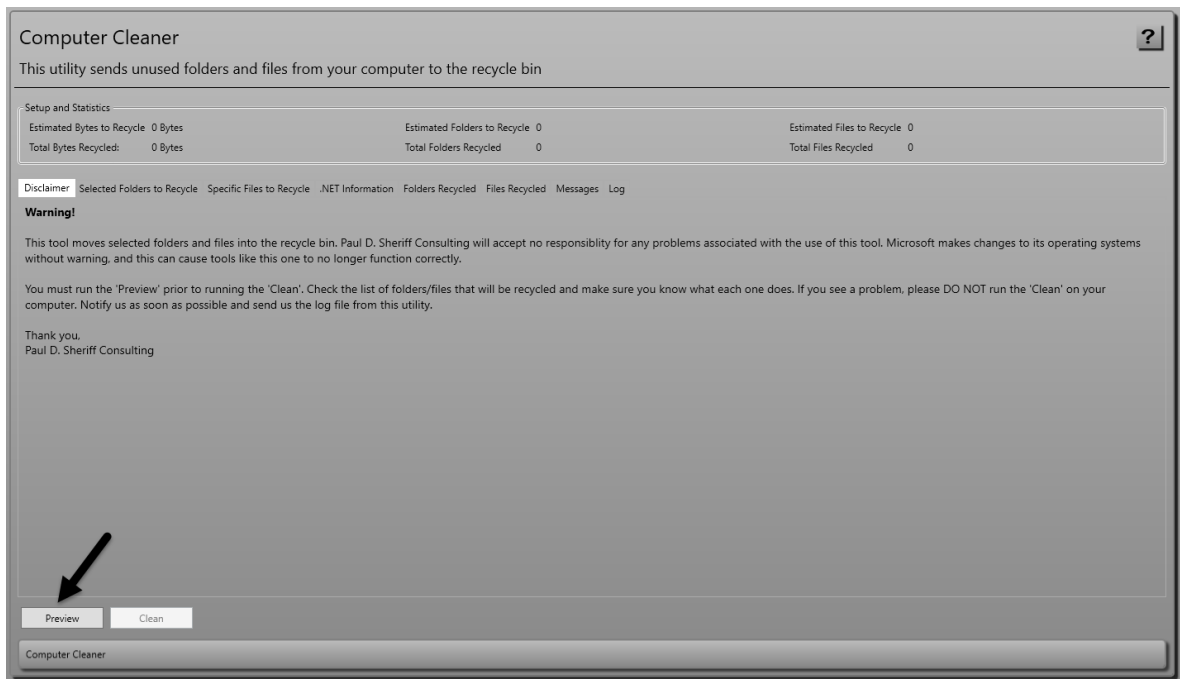 Computer Cleaner
?
This utility sends unused folders and files from your computer to the recycle bin
Setup and Statistics
Estimated Bytes to Recycle 0 Bytes Estimated Folders to Recycle 0 Estimated Files to Recycle 0
Total Bytes Recycled: 0 Bytes Total Folders Recycled 0 Total Files Recycled 0
Disclaimer Selected Folders to Recycle Specific Files to Recycle .NET Information Folders Recycled Files Recycled Messages Log
Warning!
This tool moves selected folders and files into the recycle bin. Paul D. Sheriff Consulting will accept no responsiblity for any problems associated with the use of this tool. Microsoft makes changes to its operating systems
without warning, and this can cause tools like this one to no longer function correctly.
You must run the 'Preview' prior to running the 'Clean'. Check the list of folders/files that will be recycled and make sure you know what each one does. If you see a problem, please DO NOT run the 'Clean' on your
computer. Notify us as soon as possible and send us the log file from this utility.
Thank you,
Paul D. Sheriff Consulting
Preview Clean
Computer Cleaner